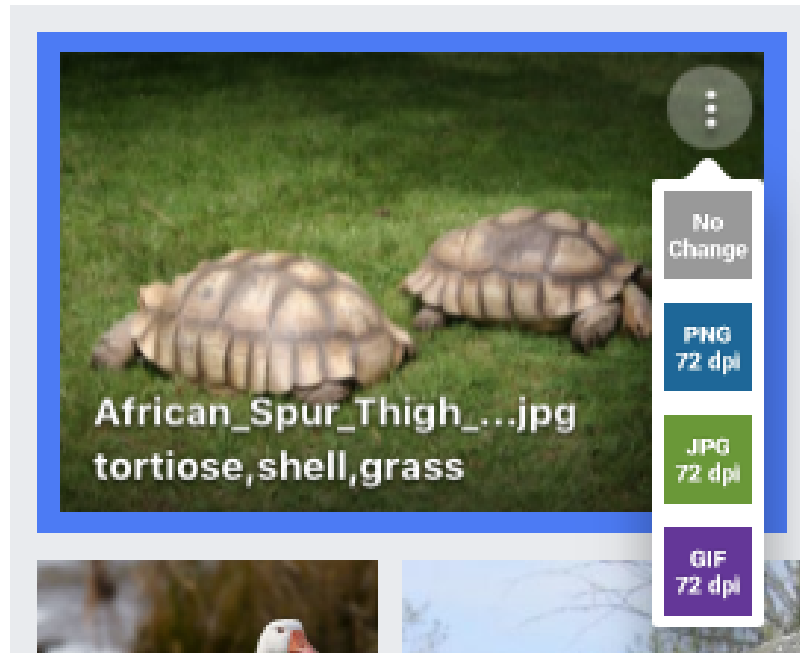 No
Change
PNG
72 dpi
JPG
72 dpi
GIF
72 dpi
African_Spur_Thigh_...jpg
tortiose,shell,grass